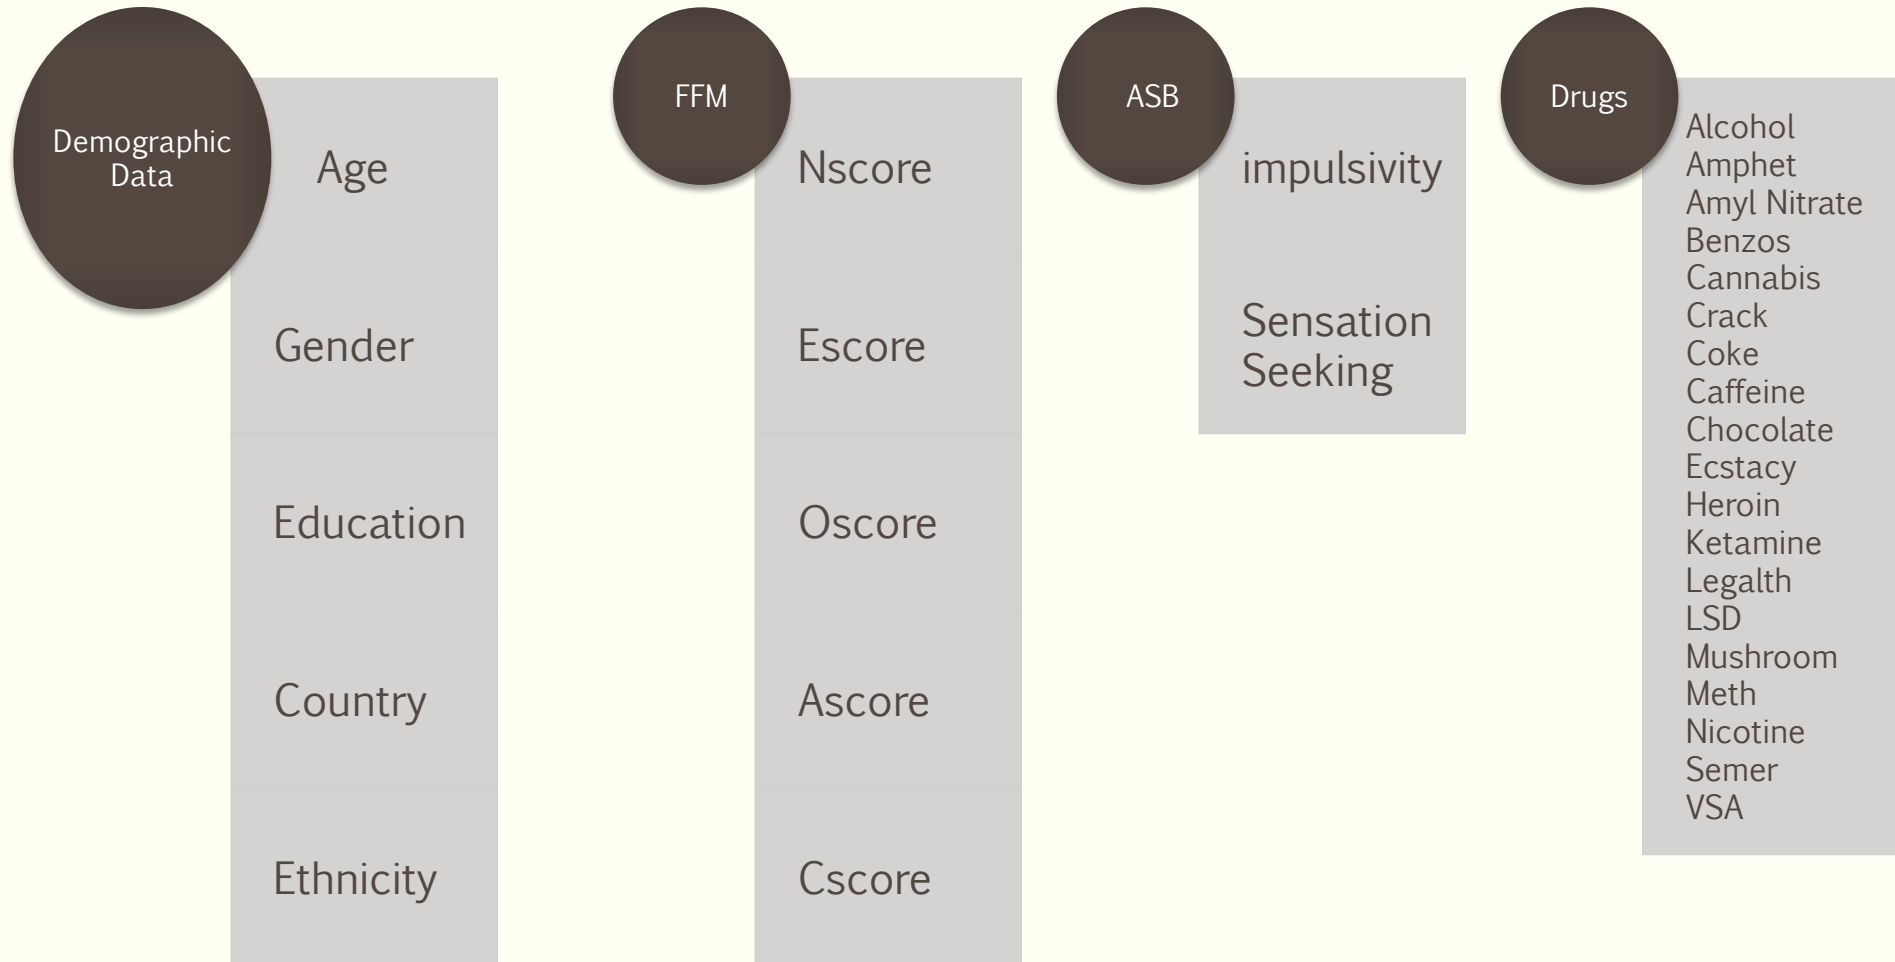 Demographic
Data
Age
Gender
Education
Country
Ethnicity
FFM
Nscore
Escore
Oscore
Ascore
Cscore
ASB
impulsivity
Sensation
Seeking
Drugs
Alcohol
Amphet
Amyl Nitrate
Benzos
Cannabis
Crack
Coke
Caffeine
Chocolate
Ecstacy
Heroin
Ketamine
Legalth
LSD
Mushroom
Meth
Nicotine
Semer
VSA